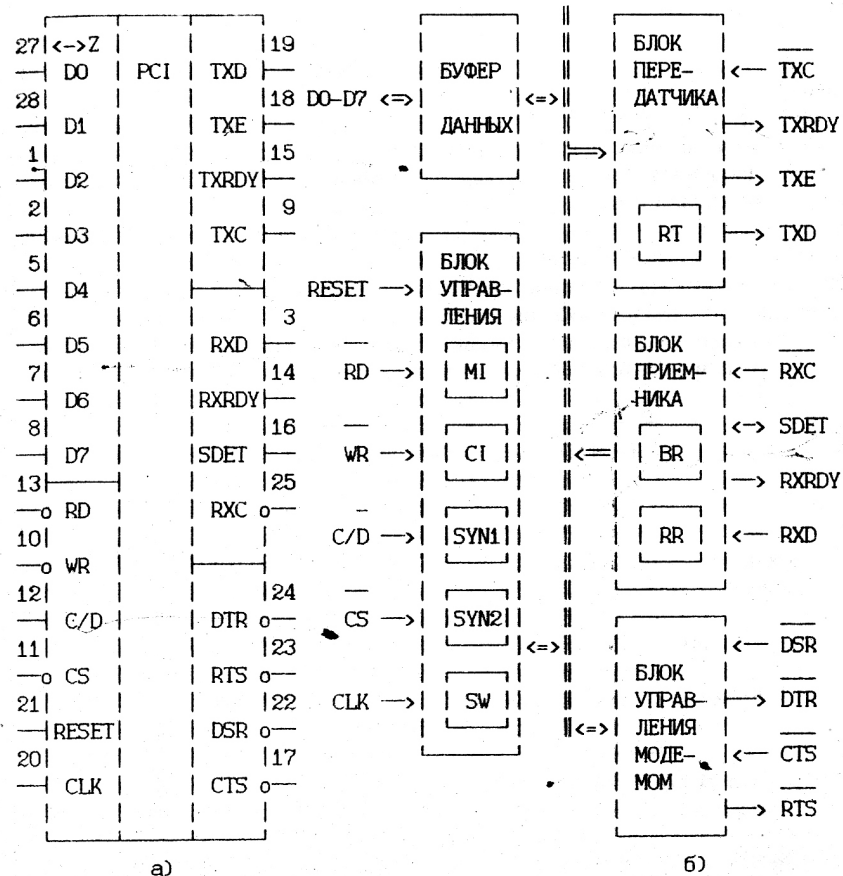 27 <->Z 19
D0 PCI TXD
28 18
D1 TXE
1 15
D2 TXRDY
2 9
D3 TXC
5
D4
6 3
D5 RXD
7 14
D6 RXRDY
8 16
D7 SDET
13 25
RD RXC
10
WR
12 24
C/D DTR
11 23
CS RTS
21 22
RESET DSR
20 17
CLK CTS
а)
D0-D7 <=> БУФЕР <=>
ДАННЫХ
БЛОК
RESET —> УПРАВ-
ЛЕНИЯ
RD —> MI
WR —> CI
C/D —> SYN1
CS —> SYN2 <=>
CLK —> SW
БЛОК
ПЕРЕ- <— TXC
ДАТЧИКА
—> TXRDY
==>
—> TXE
RT —> TXD
БЛОК
ПРИЕМ- <— RXC
НИКА
<-> SDET
<== BR
—> RXRDY
RR <— RXD
<— DSR
БЛОК
УПРАВ- —> DTR
<=> ЛЕНИЯ
МОДЕ- <— CTS
МОМ
—> RTS
б)